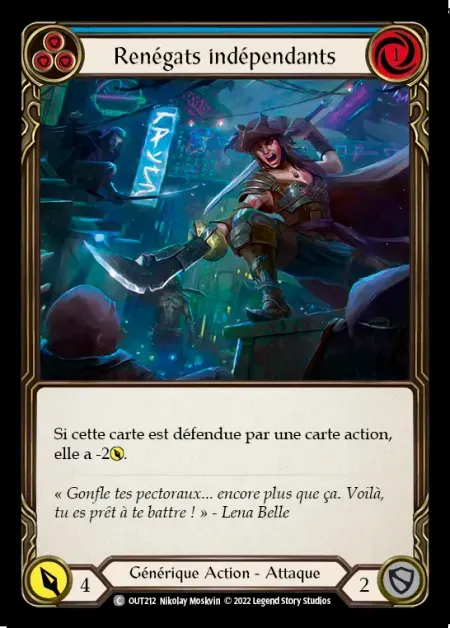 Renégats indépendants
1
Si cette carte est défendue par une carte action,
elle a -2.
« Gonfle tes pectoraux... encore plus que ça. Voilà,
tu es prêt à te battre ! » - Lena Belle
4
Générique Action - Attaque
2
C OUT212 Nikolay Moskvin © 2022 Legend Story Studios